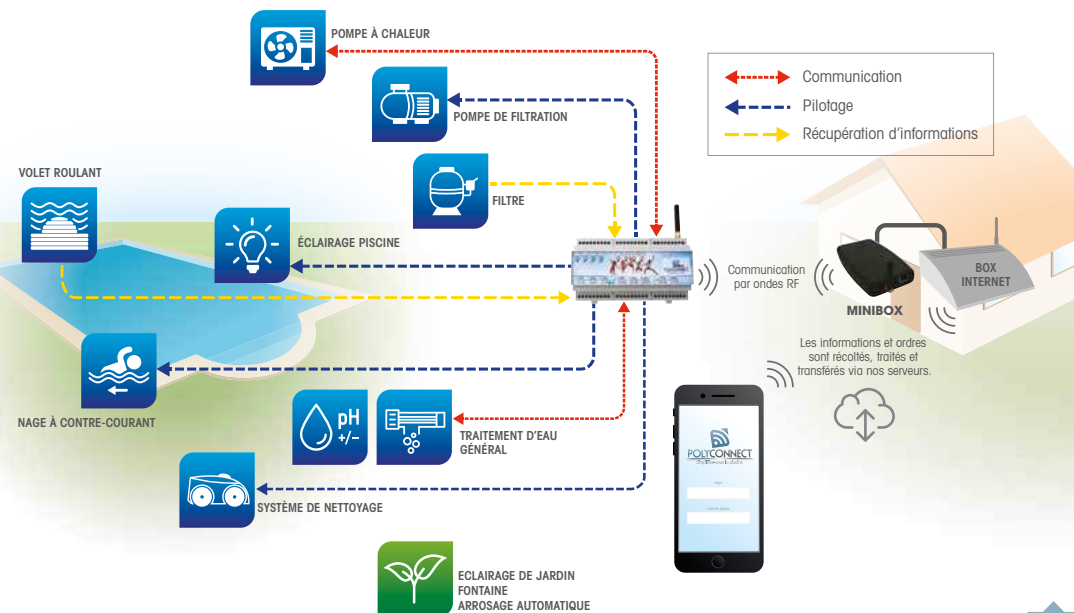 POMPE À CHALEUR
POMPE DE FILTRATION
FILTRE
VOLET ROULANT
ÉCLAIRAGE PISCINE
NAGE À CONTRE-COURANT
pH
+/–
TRAITEMENT D'EAU
GÉNÉRAL
SYSTÈME DE NETTOYAGE
ECLAIRAGE DE JARDIN
FONTAINE
ARROSAGE AUTOMATIQUE
Communication
Pilotage
Récupération d'informations
Communication
par ondes RF
MINIBOX
BOX
INTERNET
Les informations et ordres
sont récoltés, traités et
transférés via nos serveurs.
POLYCONNECT